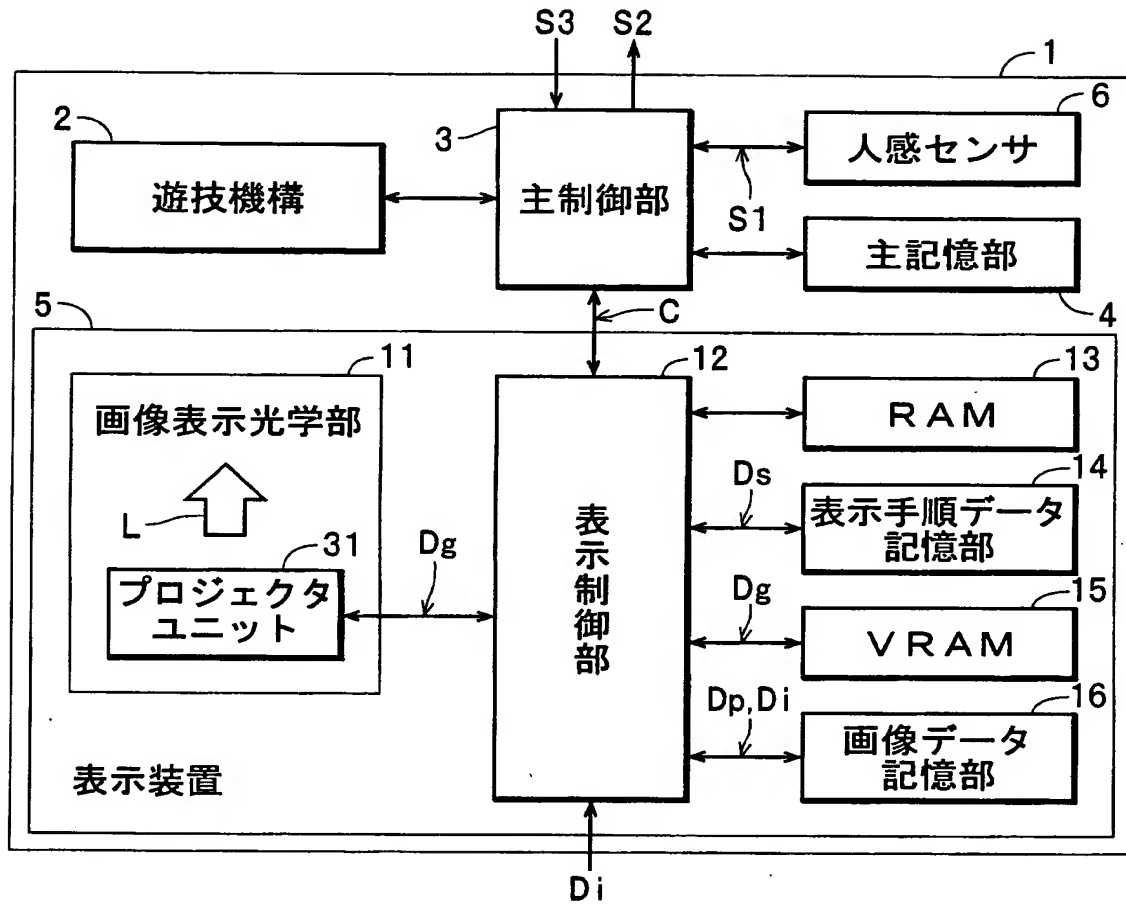 S3
S2
1
2
遊技機構
3
主制御部
6
人感センサ
S1
主記憶部
4
C
5
11
画像表示光学部
L
31
プロジェクタ
ユニット
Dg
12
表示制御部
13
RAM
Ds
14
表示手順データ
記憶部
Dg
15
VRAM
Dp,Di
16
画像データ
記憶部
表示装置
Di